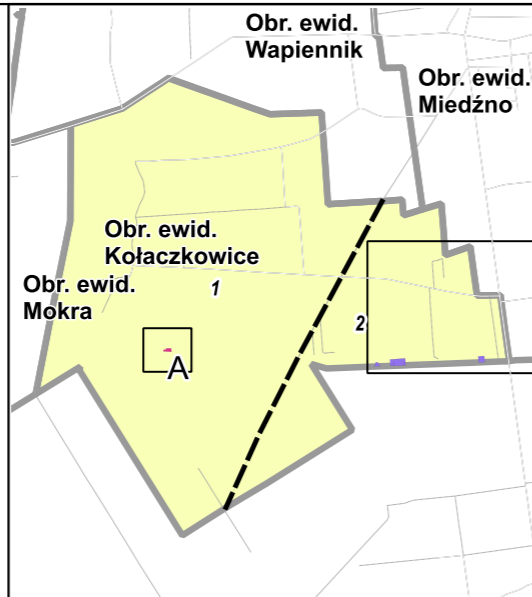 Obr. ewid.
Wapiennik
Obr. ewid.
Miedźno
Obr. ewid.
Kołaczkowice
Obr. ewid.
Mokra
1
2
A